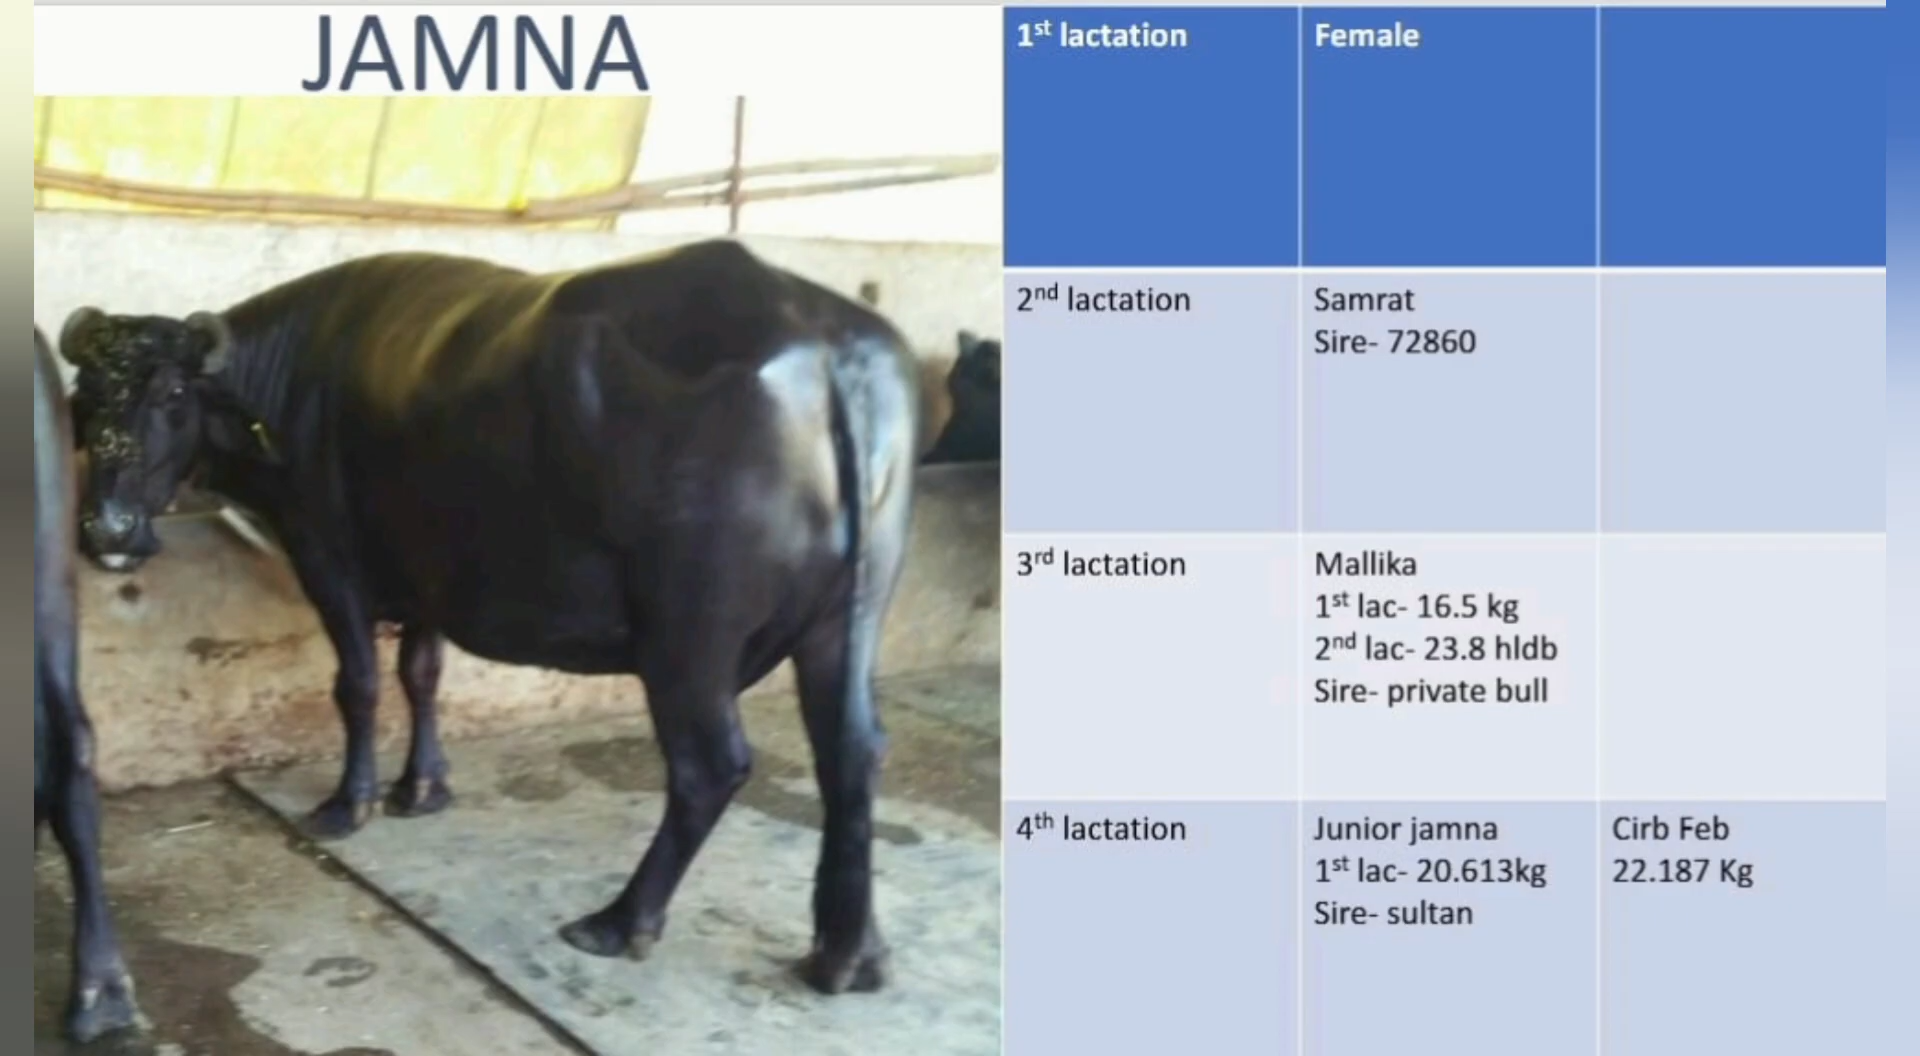 JAMNA
1st lactation
Female
2nd lactation
Samrat
Sire- 72860
3rd lactation
Mallika
1st lac- 16.5 kg
2nd lac- 23.8 hldb
Sire- private bull
4th lactation
Junior jamna
1st lac- 20.613kg
Sire- sultan
Cirb Feb
22.187 Kg